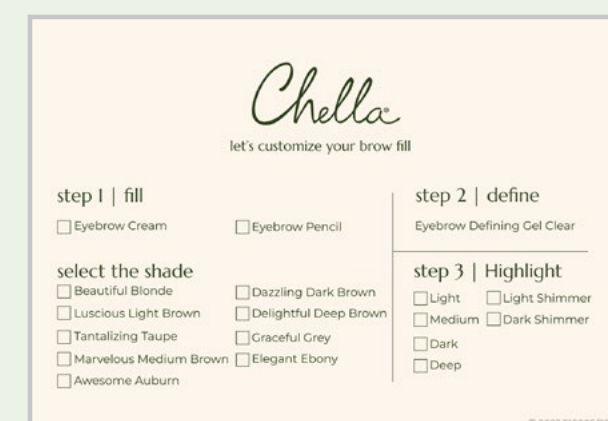 Chella
let's customize your brow fill
step 1 | fill
Eyebrow Cream
Eyebrow Pencil
select the shade
Beautiful Blonde
Dazzling Dark Brown
Luscious Light Brown
Delightful Deep Brown
Tantalizing Taupe
Graceful Grey
Marvelous Medium Brown
Elegant Ebony
Awesome Auburn
step 2 | define
Eyebrow Defining Gel Clear
step 3 | Highlight
Light
Light Shimmer
Medium
Dark Shimmer
Dark
Deep